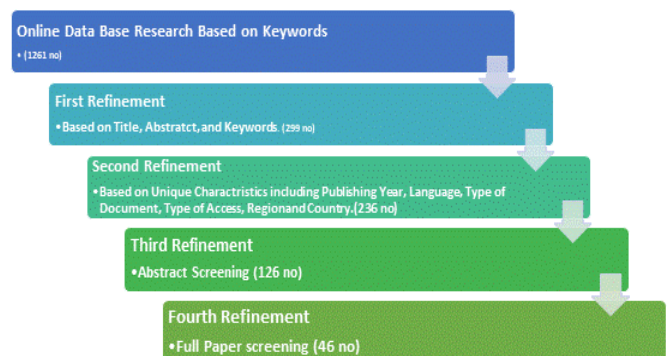 Online Data Base Research Based on Keywords
• (1261 no)
First Refinement
•Based on Title, Abstratct, and Keywords. (299 no)
Second Refinement
•Based on Unique Charactristics including Publishing Year, Language, Type of
Document, Type of Access, Regionand Country.(236 no)
Third Refinement
•Abstract Screening (126 no)
Fourth Refinement
•Full Paper screening (46 no)